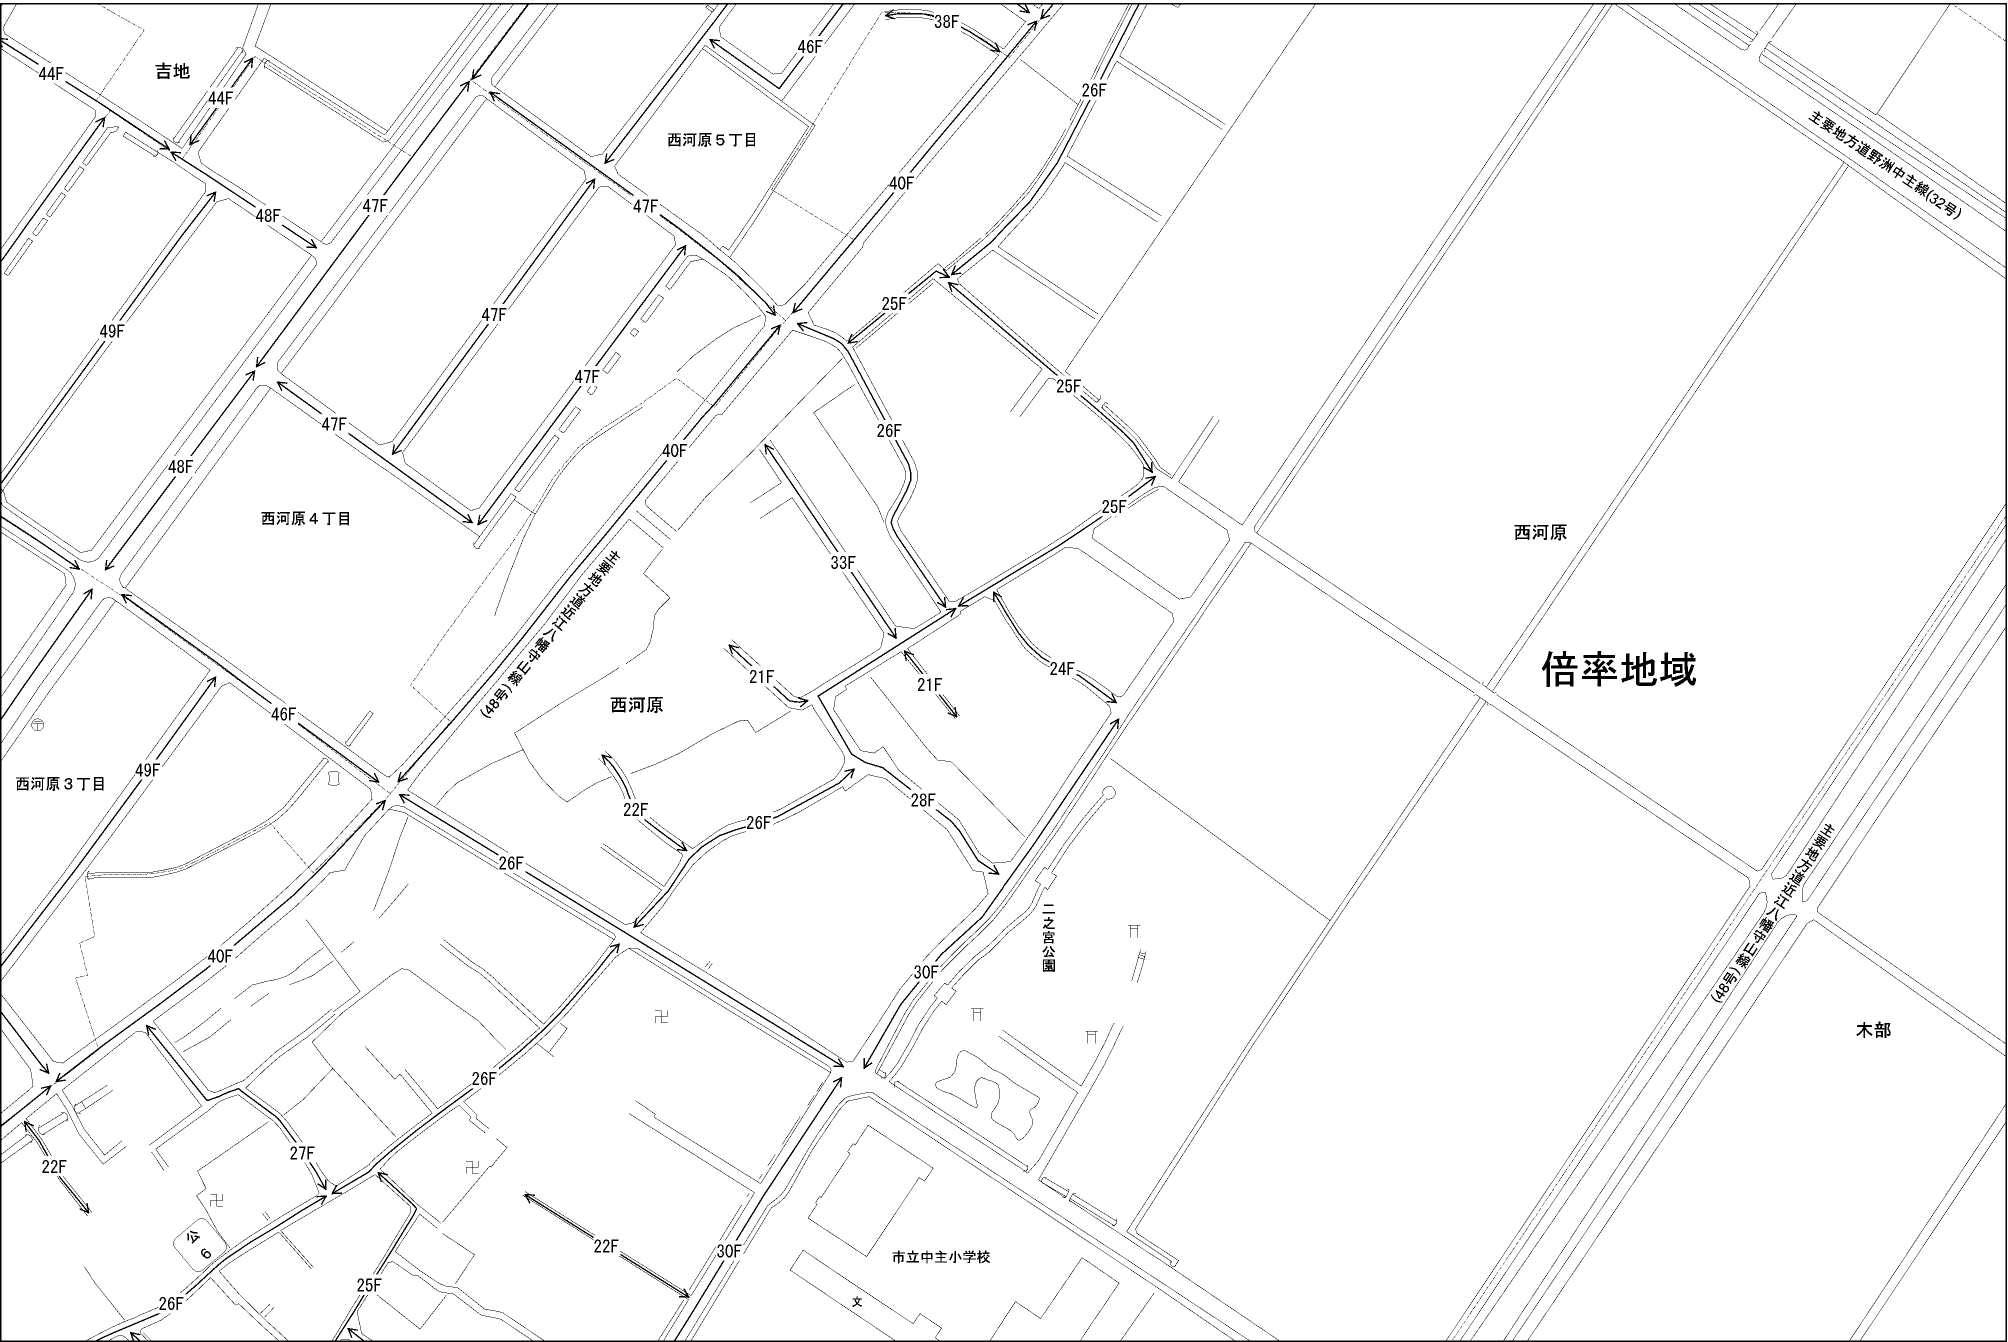 38F
46F
44F
吉地
44F
26F
主要地方道野洲中主線(32号)
西河原５丁目
40F
47F
47F
48F
25F
47F
49F
47F
25F
47F
26F
40F
48F
25F
西河原４丁目
西河原
33F
主要地方道近江八幡守山線(48号)
24F
倍率地域
21F
21F
西河原
46F
49F
西河原３丁目
28F
22F
26F
26F
主要地方道近江八幡守山線(48号)
二之宮公園
40F
30F
木部
26F
27F
22F
公
6
22F
30F
市立中主小学校
25F
文
26F